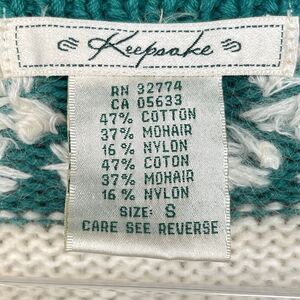 Keepsake
RN 32774
CA 05633
47% COTTON
37% MOHAIR
16% NYLON
47% COTON
37% MOHAIR
16% NYLON
SIZE: S
CARE SEE REVERSE